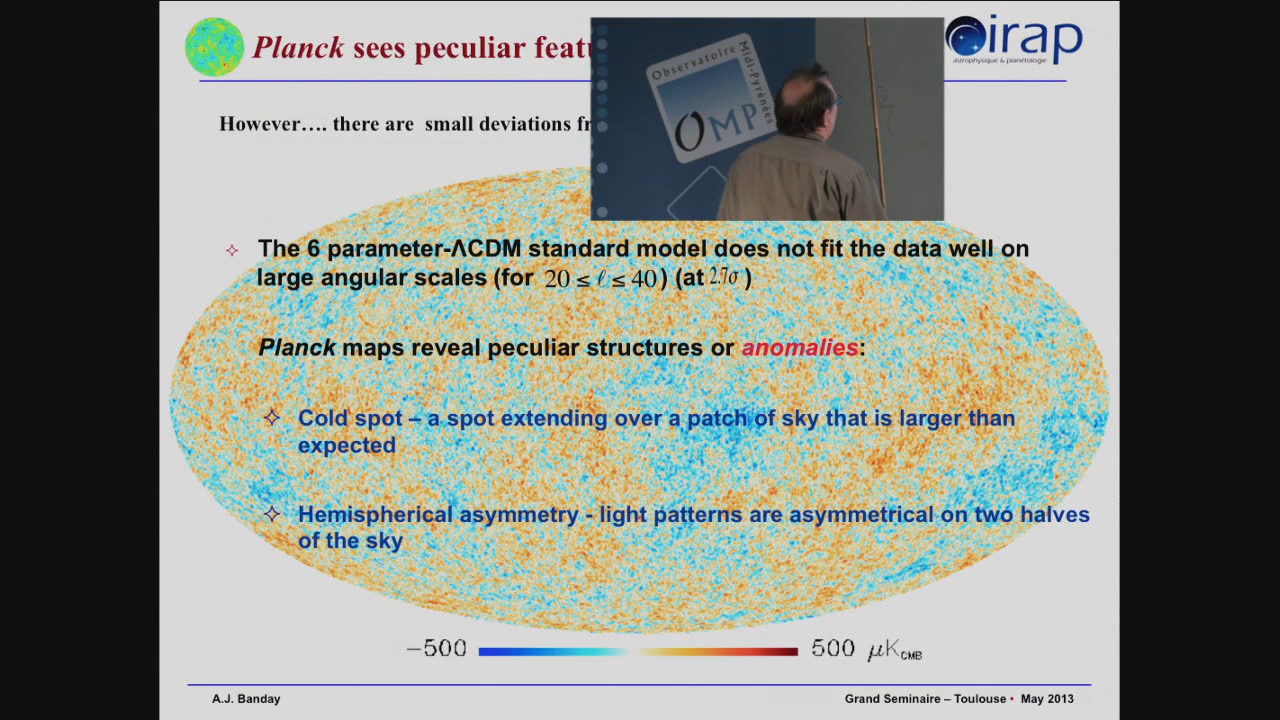 Planck sees peculiar
irap
astrophysique & planétologie
Observatoire
Midi-Pyrénées
OMP
However…. there are small deviations
✧ The 6 parameter-ΛCDM standard model does not fit the data well on
large angular scales (for 20 ≤ ℓ ≤ 40) (at 2.7σ )
Planck maps reveal peculiar structures or anomalies:
✧ Cold spot – a spot extending over a patch of sky that is larger than
expected
✧ Hemispherical asymmetry - light patterns are asymmetrical on two halves
of the sky
−500 500 μKCMB
A.J. Banday Grand Seminaire – Toulouse • May 2013